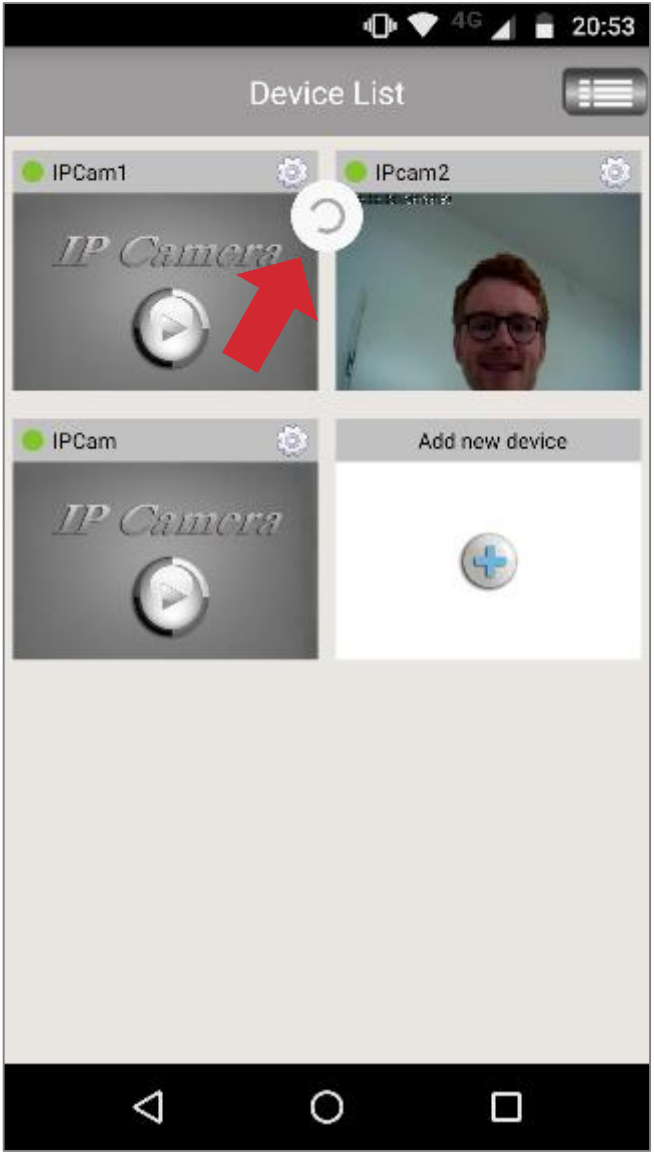 4G 20:53
Device List
IPCam1
IPcam2
IP Camera
IPCam
Add new device
IP Camera